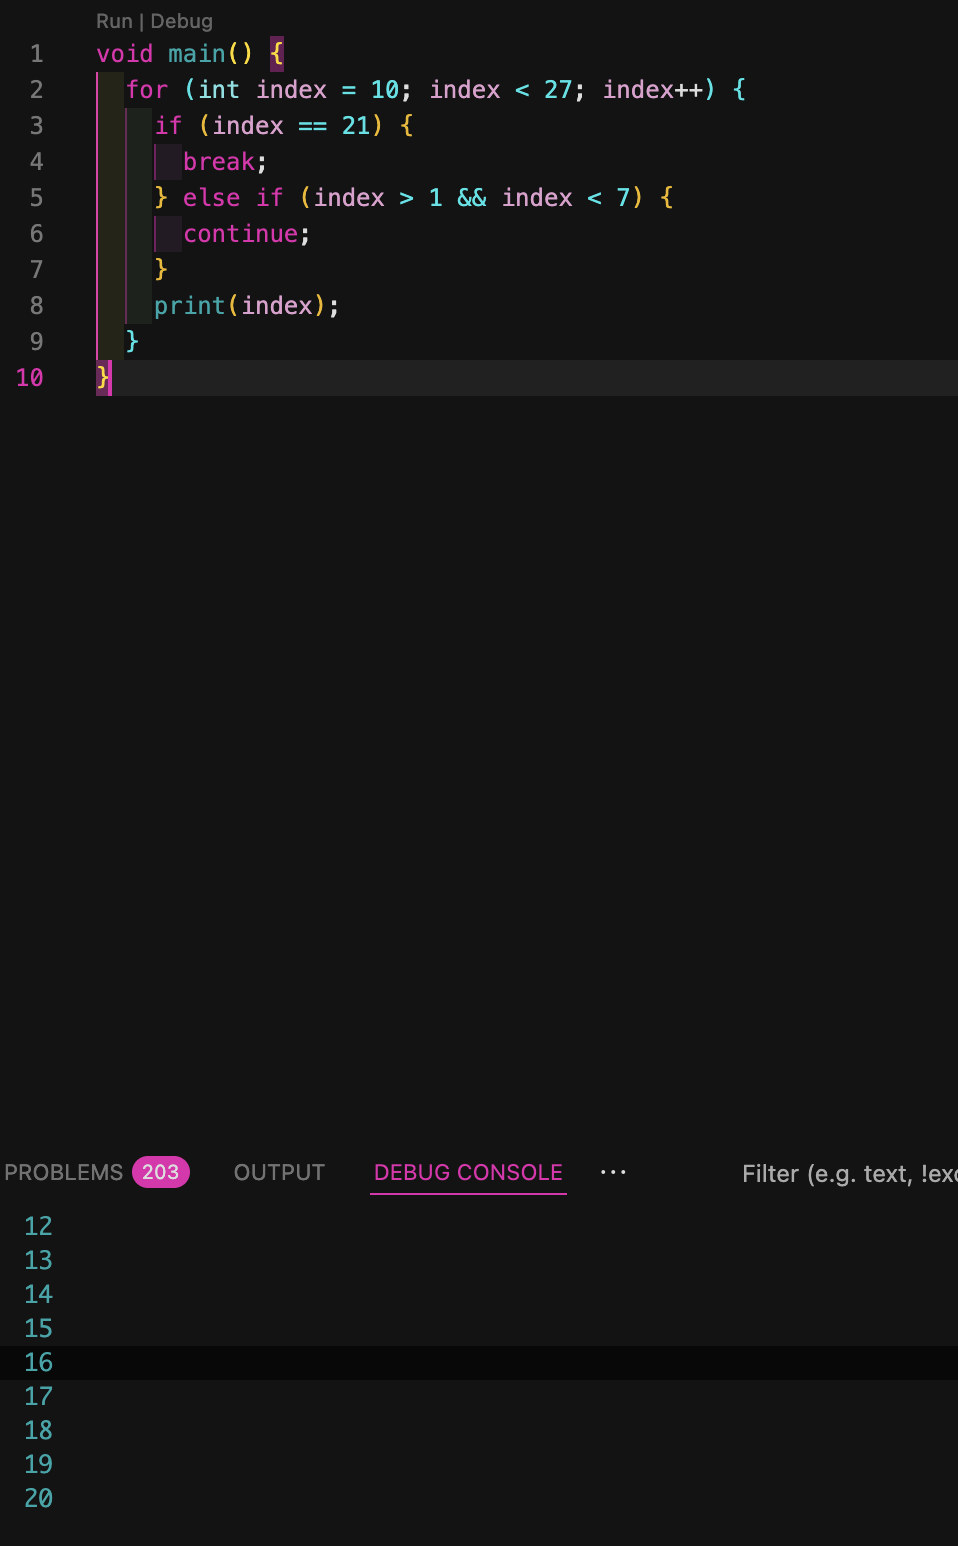 Run | Debug
1 void main() {
2 for (int index = 10; index < 27; index++) {
3 if (index == 21) {
4 break;
5 } else if (index > 1 && index < 7) {
6 continue;
7 }
8 print(index);
9 }
10 }
PROBLEMS 203 OUTPUT DEBUG CONSOLE ··· Filter (e.g. text, !exc
12
13
14
15
16
17
18
19
20